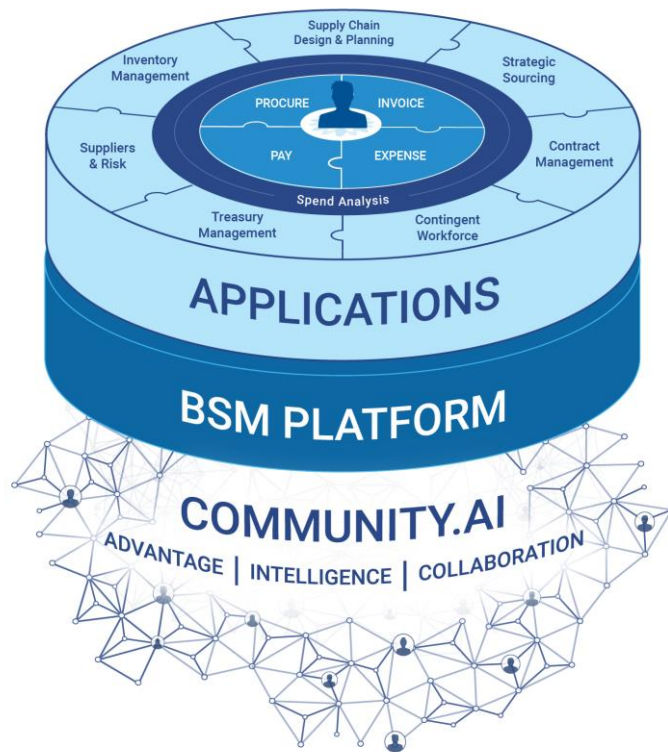 Supply Chain
Design & Planning
Inventory
Management
Strategic
Sourcing
PROCURE
INVOICE
Suppliers
& Risk
PAY
EXPENSE
Contract
Management
Spend Analysis
Treasury
Management
Contingent
Workforce
APPLICATIONS
BSM PLATFORM
COMMUNITY.AI
ADVANTAGE | INTELLIGENCE | COLLABORATION